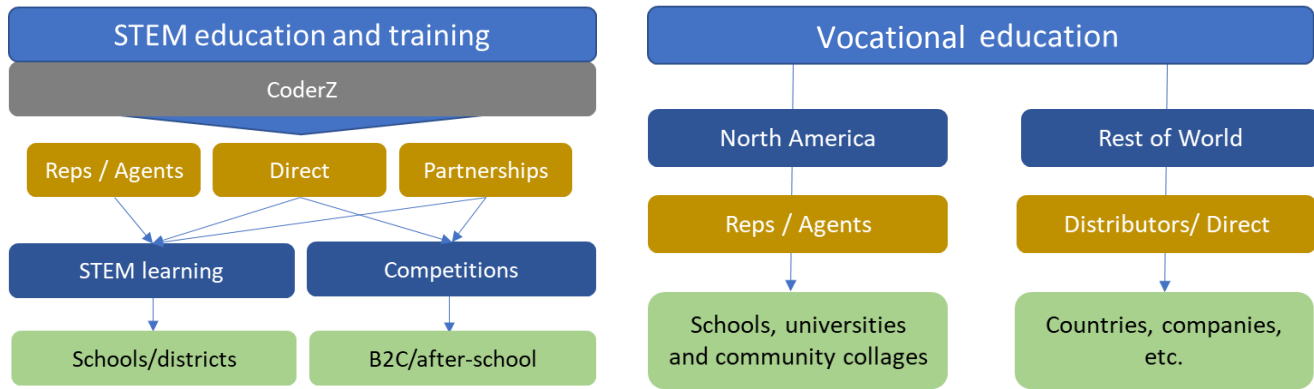 STEM education and training
CoderZ
Reps / Agents
Direct
Partnerships
STEM learning
Competitions
Schools/districts
B2C/after-school
Vocational education
North America
Rest of World
Reps / Agents
Distributors/ Direct
Schools, universities
and community collages
Countries, companies,
etc.